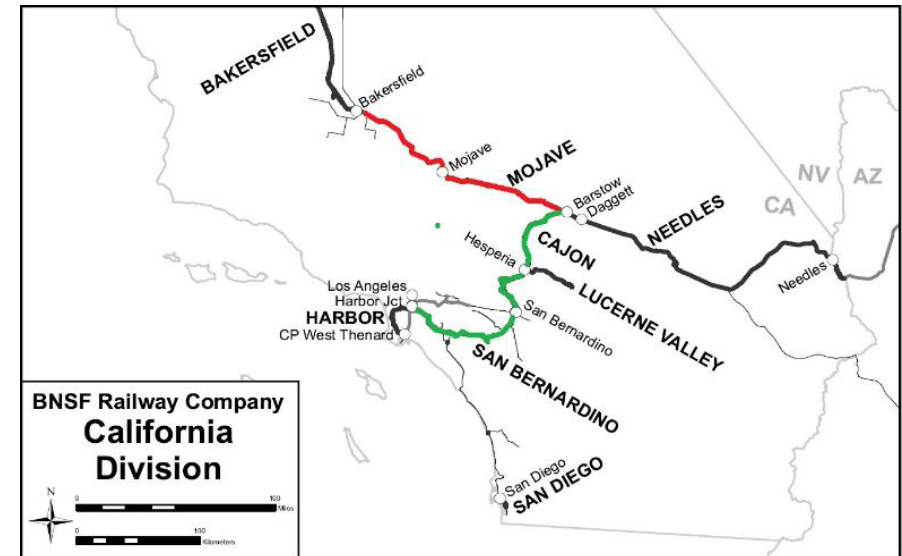 BAKERSFIELD
Bakersfield
Mojave
MOJAVE
Barstow
Daggett
NEEDLES
NV
AZ
CA
Needles
Hesperia
CAJON
LUCERNE VALLEY
Los Angeles
Harbor Jct
HARBOR
CP West Thenard
San Bernardino
SAN BERNARDINO
San Diego
SAN DIEGO
BNSF Railway Company
California
Division
N
0 100
Miles
0 100
Kilometers